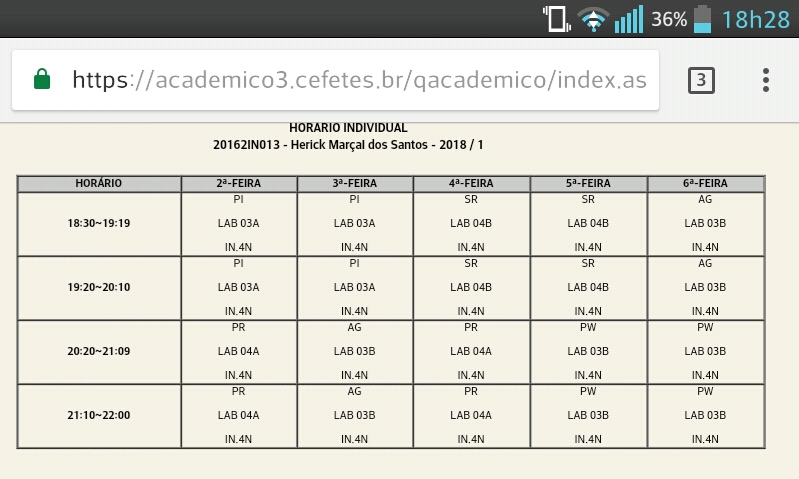 36% 18h28
https://academico3.cefetes.br/qacademico/index.as 3
HORÁRIO INDIVIDUAL
20162IN013 - Herick Marçal dos Santos - 2018 / 1
HORÁRIO 2ª-FEIRA 3ª-FEIRA 4ª-FEIRA 5ª-FEIRA 6ª-FEIRA
PI PI SR SR AG
18:30~19:19 LAB 03A LAB 03A LAB 04B LAB 04B LAB 03B
IN.4N IN.4N IN.4N IN.4N IN.4N
PI PI SR SR AG
19:20~20:10 LAB 03A LAB 03A LAB 04B LAB 04B LAB 03B
IN.4N IN.4N IN.4N IN.4N IN.4N
PR AG PR PW PW
20:20~21:09 LAB 04A LAB 03B LAB 04A LAB 03B LAB 03B
IN.4N IN.4N IN.4N IN.4N IN.4N
PR AG PR PW PW
21:10~22:00 LAB 04A LAB 03B LAB 04A LAB 03B LAB 03B
IN.4N IN.4N IN.4N IN.4N IN.4N